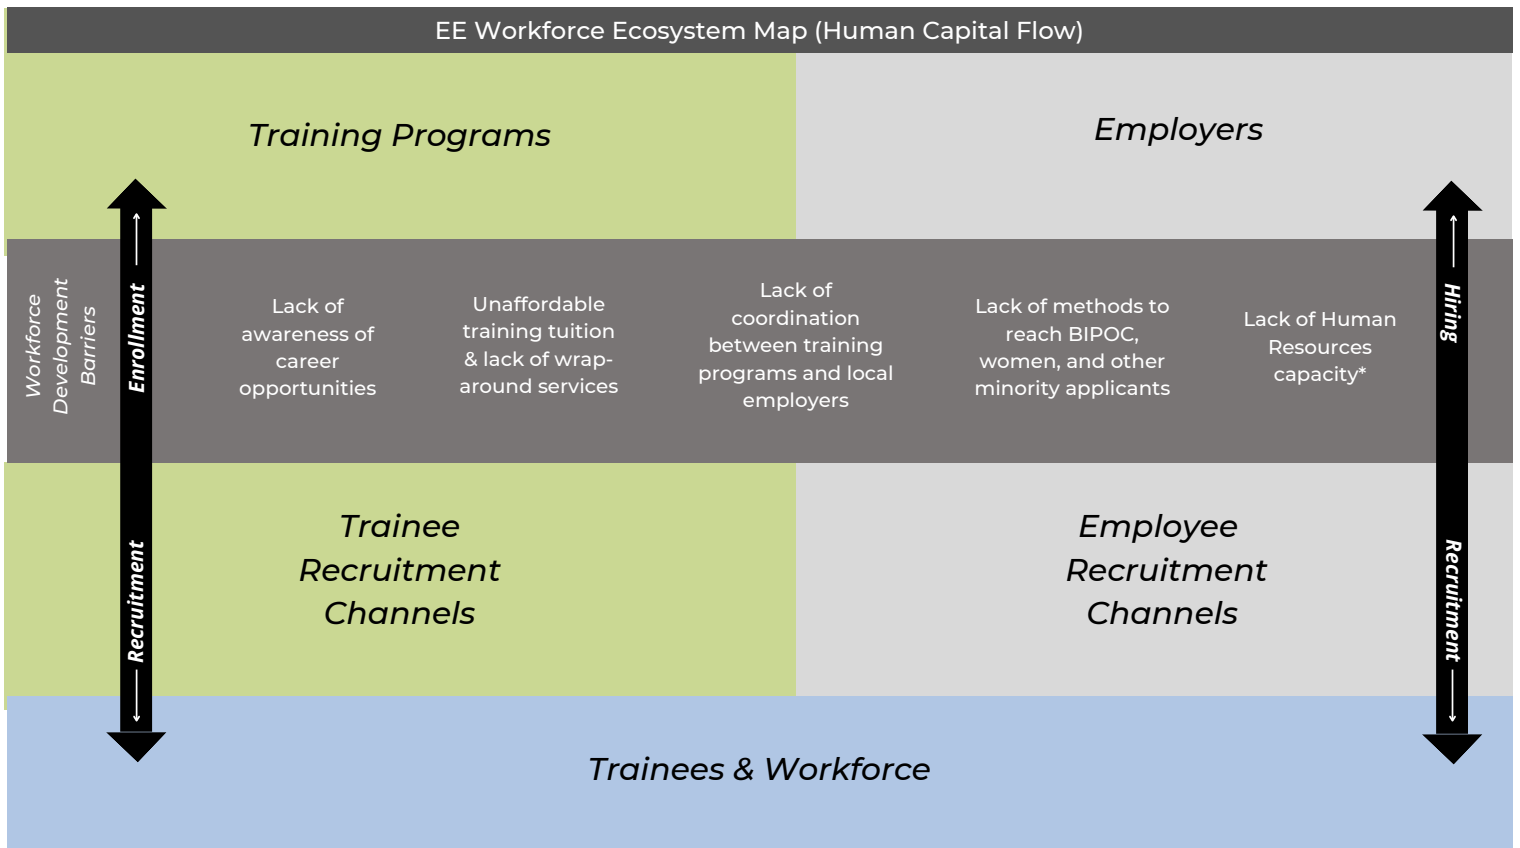 EE Workforce Ecosystem Map (Human Capital Flow)
Training Programs
Employers
Workforce
Development
Barriers
Enrollment
Lack of
awareness of
career
opportunities
Unaffordable
training tuition
& lack of wrap-
around services
Lack of
coordination
between training
programs and local
employers
Lack of methods to
reach BIPOC,
women, and other
minority applicants
Lack of Human
Resources
capacity*
Hiring
Recruitment
Trainee
Recruitment
Channels
Employee
Recruitment
Channels
Recruitment
Trainees & Workforce